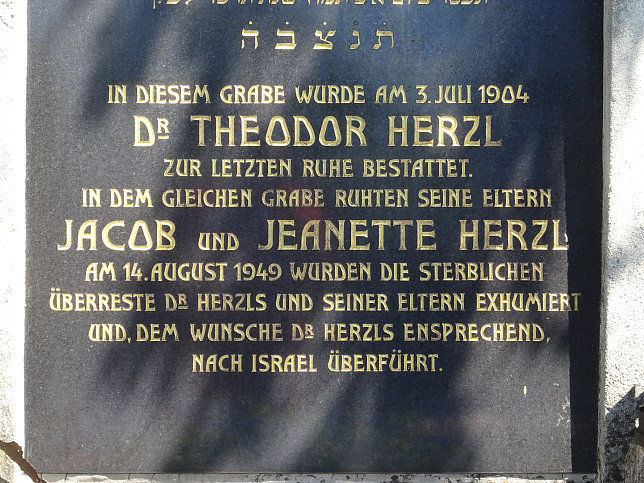 ת נ צ ב ה
IN DIESEM GRABE WURDE AM 3. JULI 1904
DR THEODOR HERZL
ZUR LETZTEN RUHE BESTATTET.
IN DEM GLEICHEN GRABE RUHTEN SEINE ELTERN
JACOB UND JEANETTE HERZL
AM 14. AUGUST 1949 WURDEN DIE STERBLICHEN
ÜBERRESTE DR HERZLS UND SEINER ELTERN EXHUMIERT
UND, DEM WUNSCHE DR HERZLS ENSPRECHEND,
NACH ISRAEL ÜBERFÜHRT.